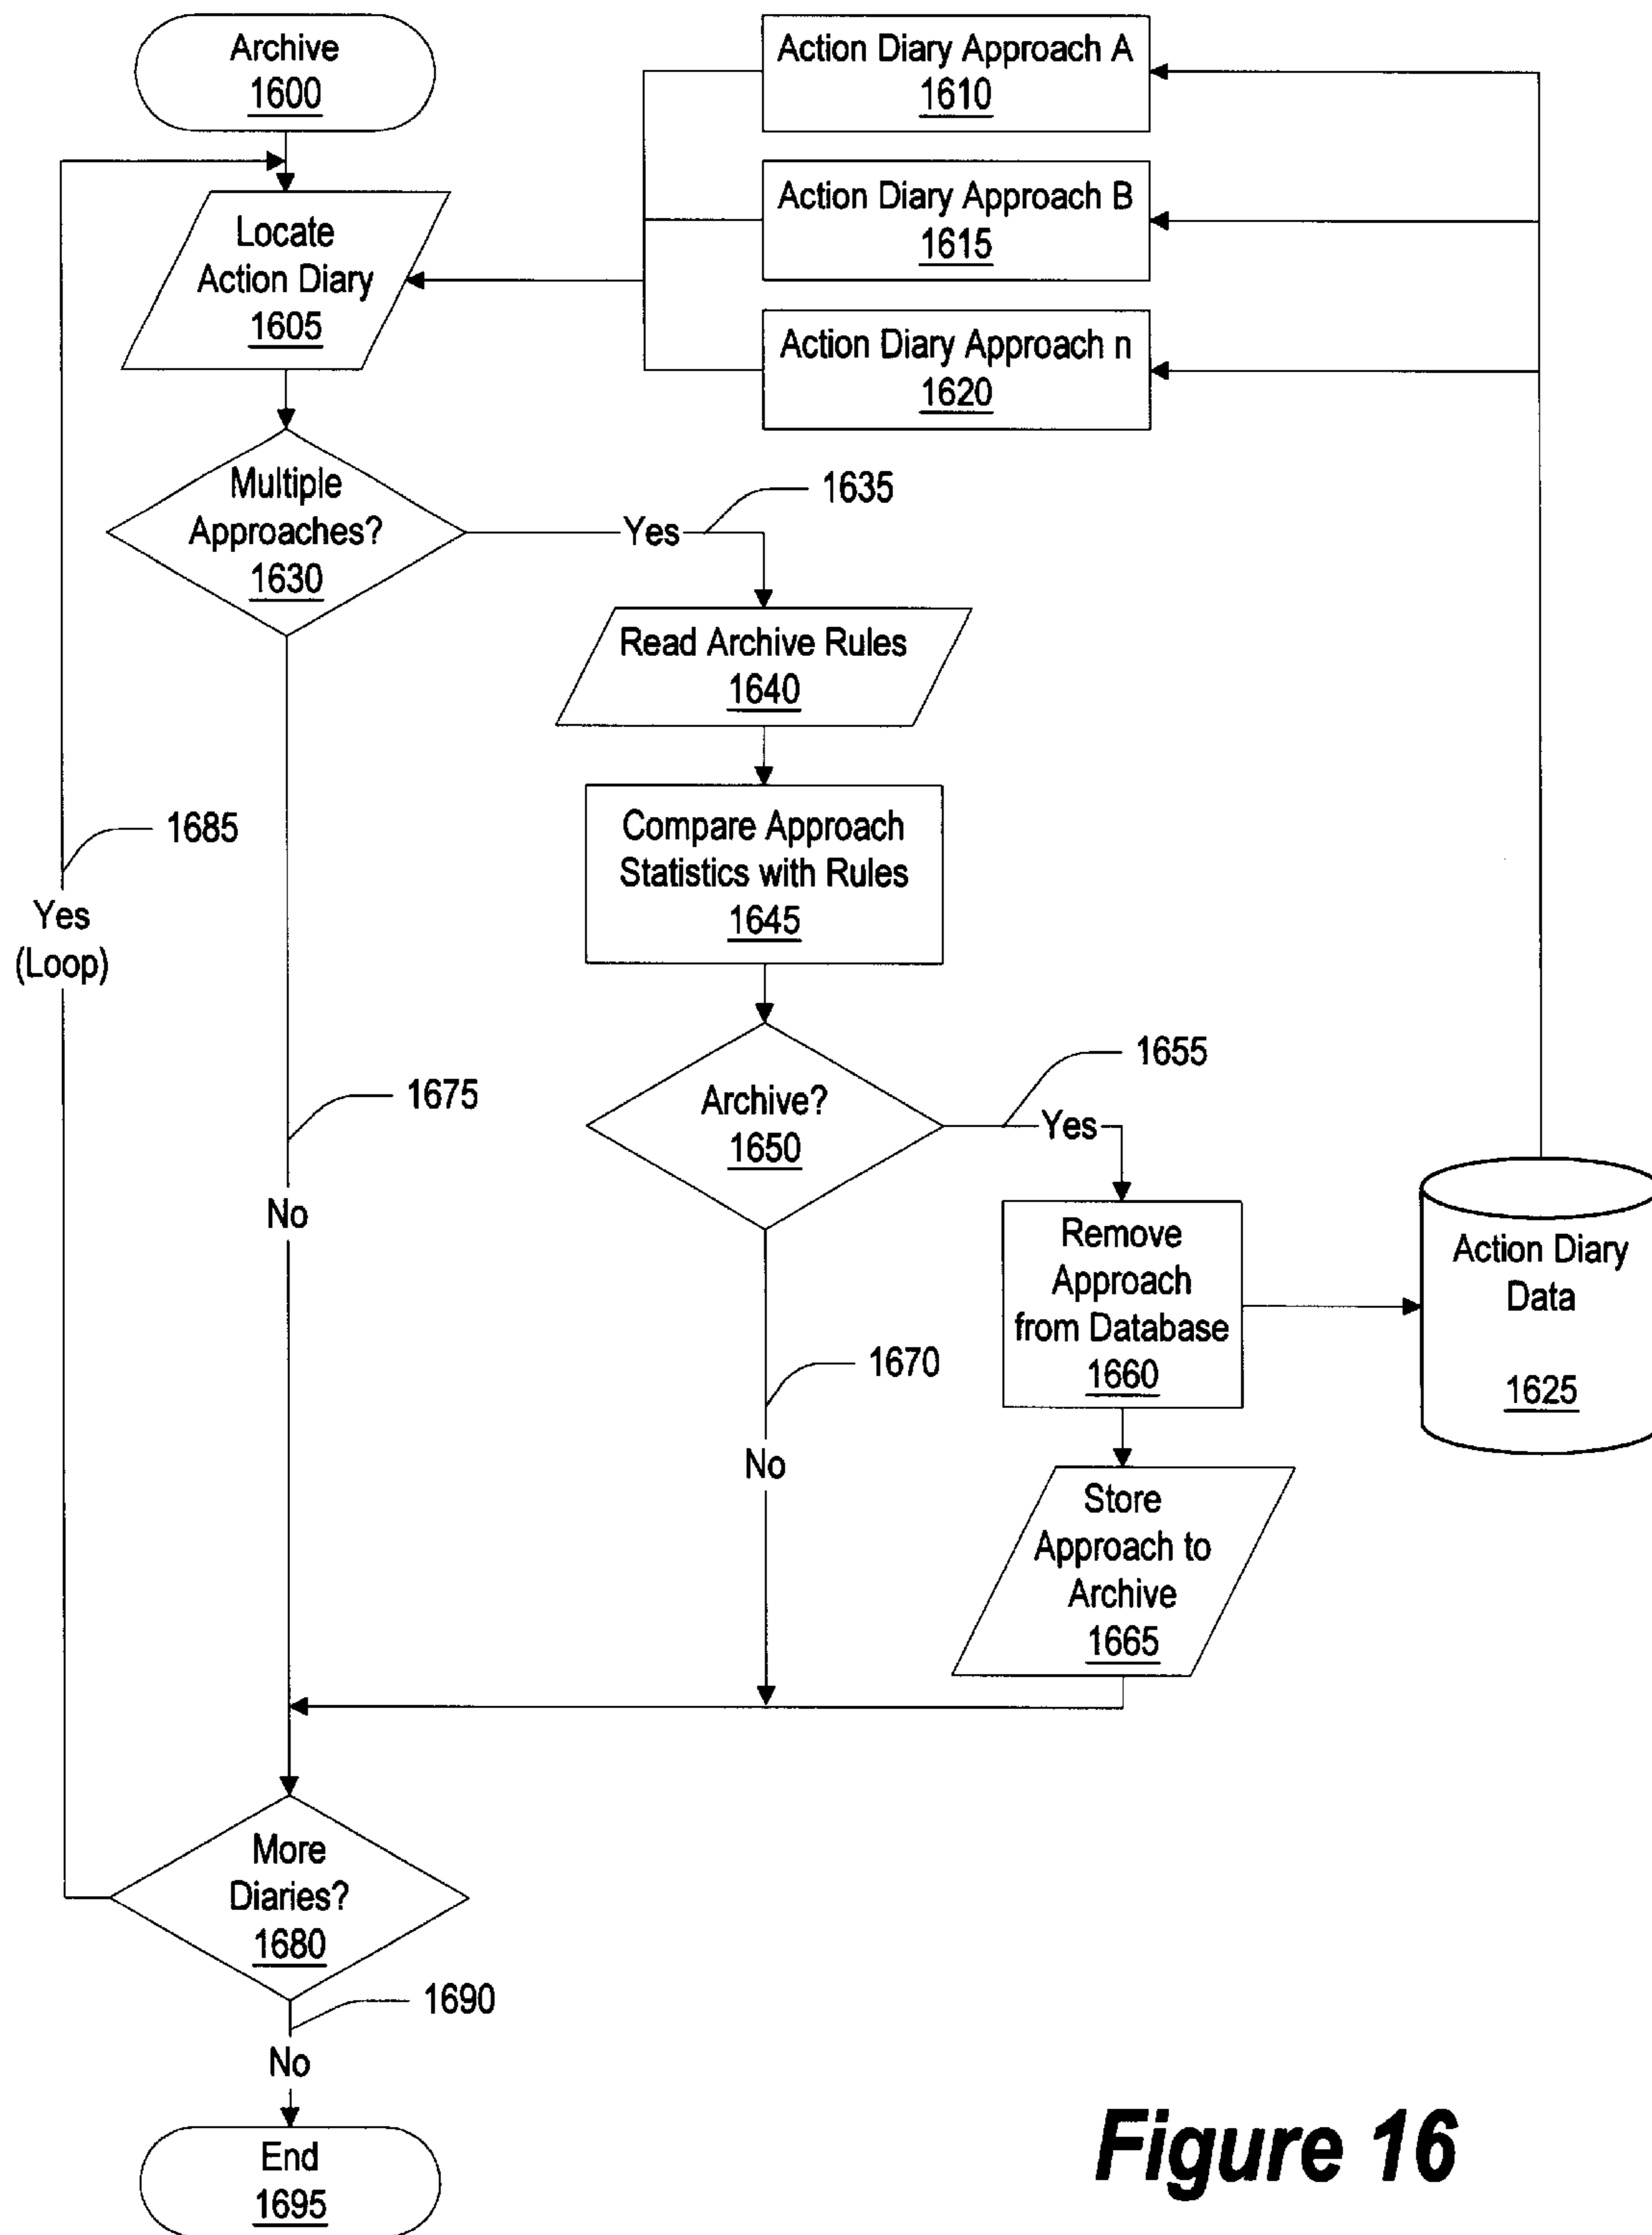 Archive
1600
Action Diary Approach A
1610
Action Diary Approach B
1615
Locate
Action Diary
1605
Action Diary Approach n
1620
Multiple
Approaches?
1630
1635
Yes
Read Archive Rules
1640
Compare Approach
Statistics with Rules
1645
1685
Yes
(Loop)
1675
No
Archive?
1650
1655
Yes
Remove
Approach
from Database
1660
Action Diary
Data
1625
1670
No
Store
Approach to
Archive
1665
More
Diaries?
1680
1690
No
End
1695
Figure 16